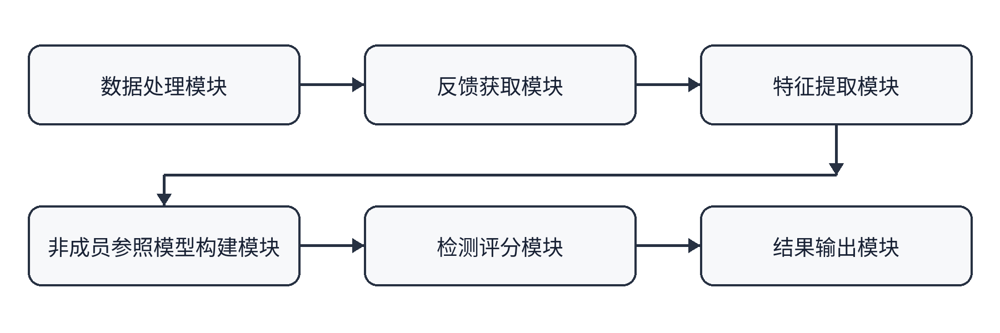 数据处理模块
反馈获取模块
特征提取模块
非成员参照模型构建模块
检测评分模块
结果输出模块